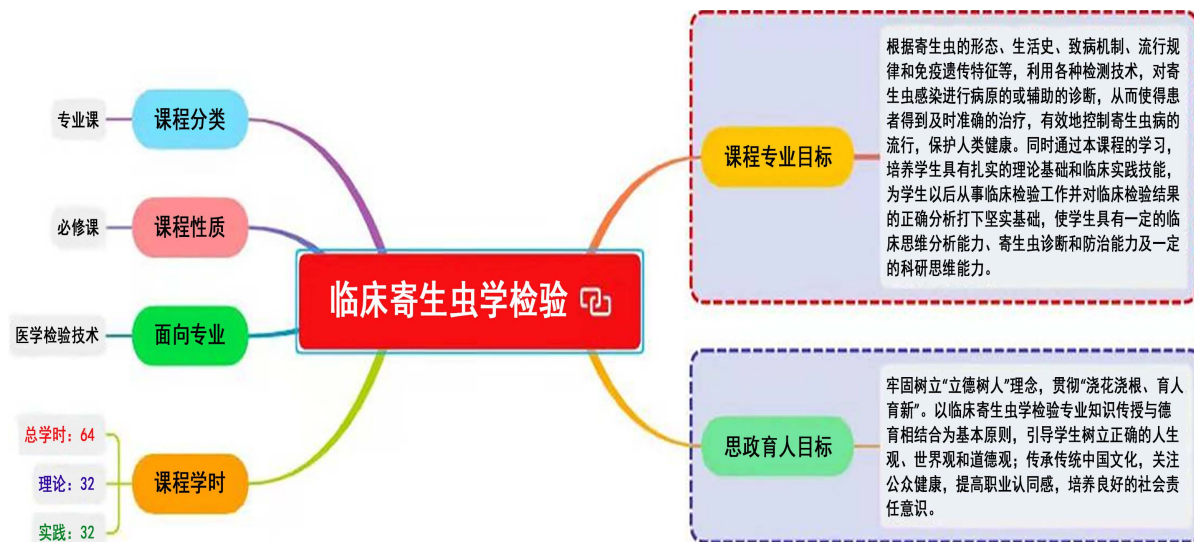 专业课
课程分类
必修课
课程性质
医学检验技术
面向专业
总学时：64
理论：32
实践：32
课程学时
临床寄生虫学检验
课程专业目标
根据寄生虫的形态、生活史、致病机制、流行规
律和免疫遗传特征等，利用各种检测技术，对寄
生虫感染进行病原的或辅助的诊断，从而使得患
者得到及时准确的治疗，有效地控制寄生虫病的
流行，保护人类健康。同时通过本课程的学习，
培养学生具有扎实的理论基础和临床实践技能，
为学生以后从事临床检验工作并对临床检验结果
的正确分析打下坚实基础，使学生具有一定的临
床思维分析能力、寄生虫诊断和防治能力及一定
的科研思维能力。
思政育人目标
牢固树立“立德树人”理念，贯彻“浇花浇根、育人
育新”。以临床寄生虫学检验专业知识传授与德
育相结合为基本原则，引导学生树立正确的人生
观、世界观和道德观；传承传统中国文化，关注
公众健康，提高职业认同感，培养良好的社会责
任意识。